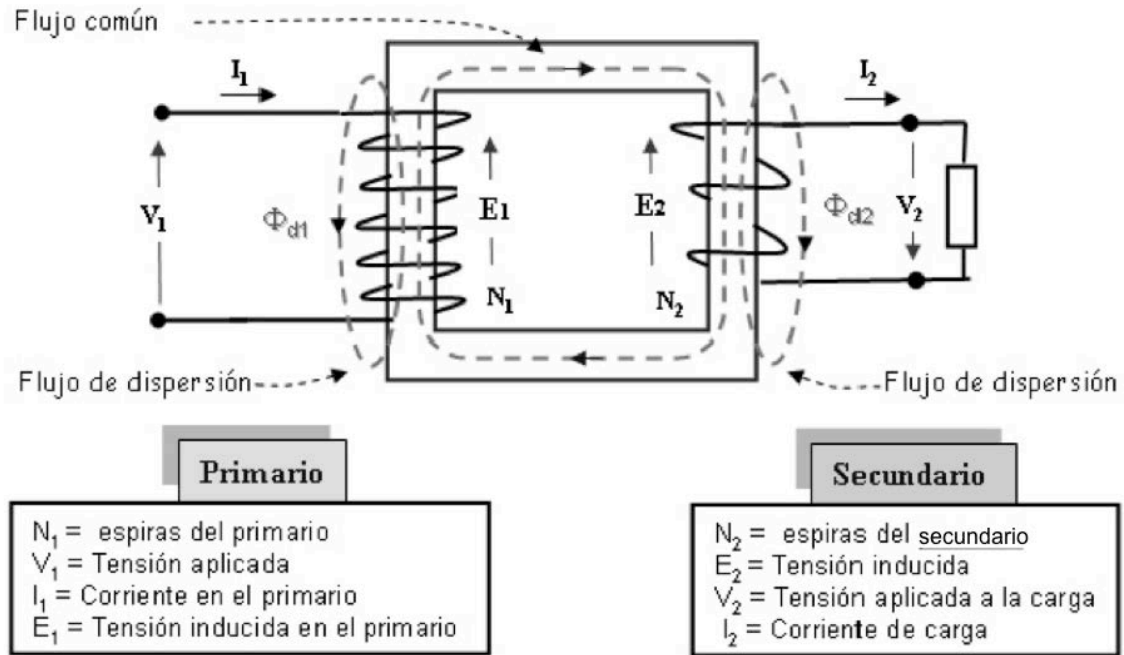 Flujo común
I₁
I₂
V₁
Φd1
E1
E2
Φd2
V₂
N₁
N₂
Flujo de dispersión
Flujo de dispersión
Primario
N₁ = espiras del primario
V₁ = Tensión aplicada
I₁ = Corriente en el primario
E₁ = Tensión inducida en el primario
Secundario
N₂ = espiras del secundario
E₂ = Tensión inducida
V₂ = Tensión aplicada a la carga
I₂ = Corriente de carga